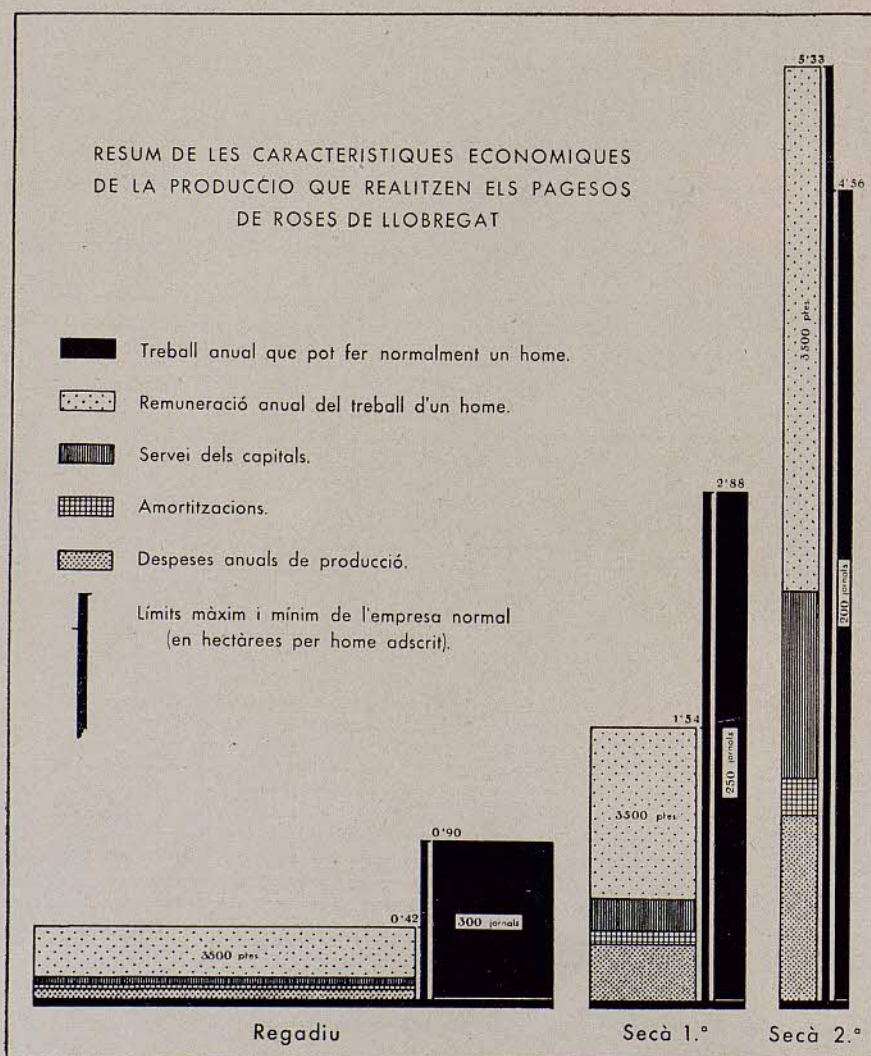 RESUM DE LES CARACTERISTIQUES ECONOMIQUES
DE LA PRODUCCIO QUE REALITZEN ELS PAGESOS
DE ROSES DE LLOBREGAT
Treball anual que pot fer normalment un home.
Remuneració anual del treball d'un home.
Servei dels capitals.
Amortitzacions.
Despeses anuals de producció.
Límits màxim i mínim de l'empresa normal
(en hectàrees per home adscrit).
0'42
3500 ptes
0'90
300 jornals
Regadiu
1'54
3500 ptes
2'88
250 jornals
Secà 1.ª
5'33
3500 ptes.
4'56
200 jornals
Secà 2.ª